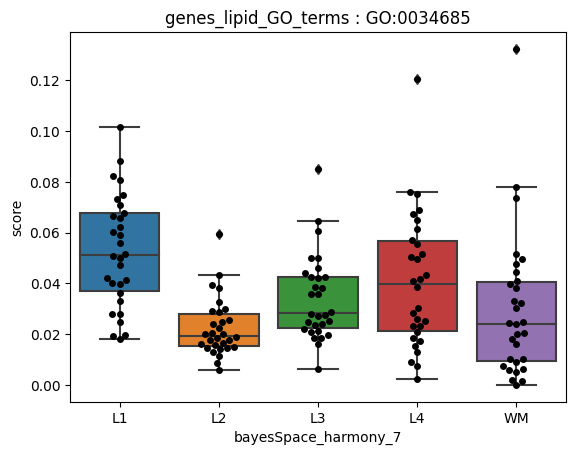 genes_lipid_GO_terms : GO:0034685
0.12
0.10
0.08
0.06
0.04
0.02
0.00
score
L1 L2 L3 L4 WM
bayesSpace_harmony_7